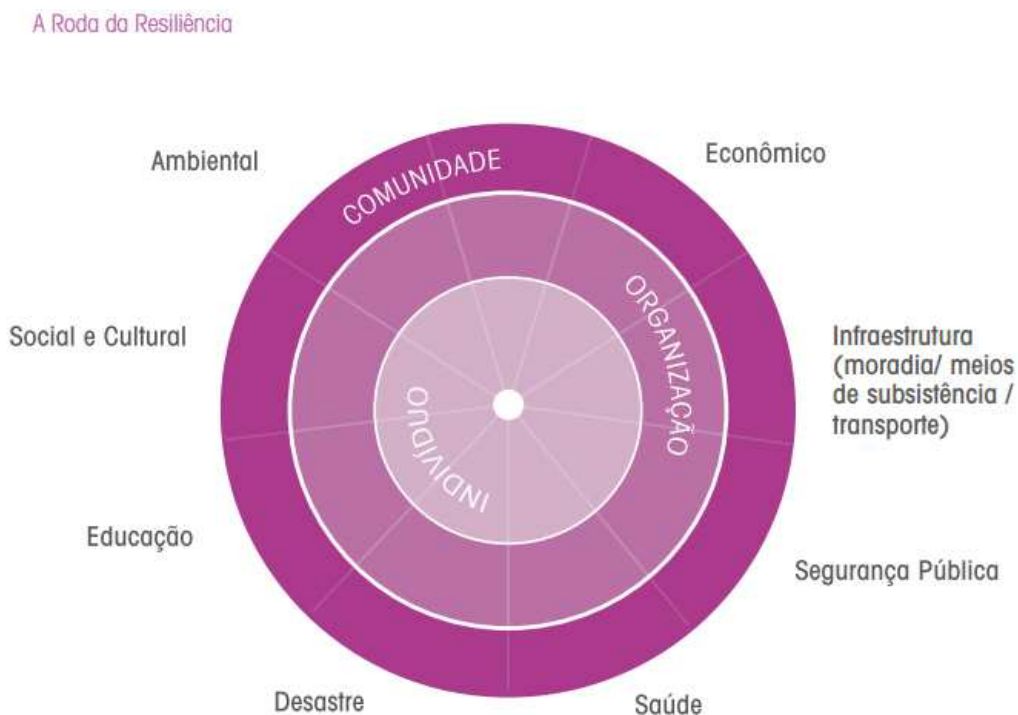 A Roda da Resiliência
Ambiental
Econômico
COMUNIDADE
ORGANIZAÇÃO
INDIVÍDUO
Social e Cultural
Infraestrutura
(moradia/ meios
de subsistência /
transporte)
Educação
Segurança Pública
Desastre
Saúde